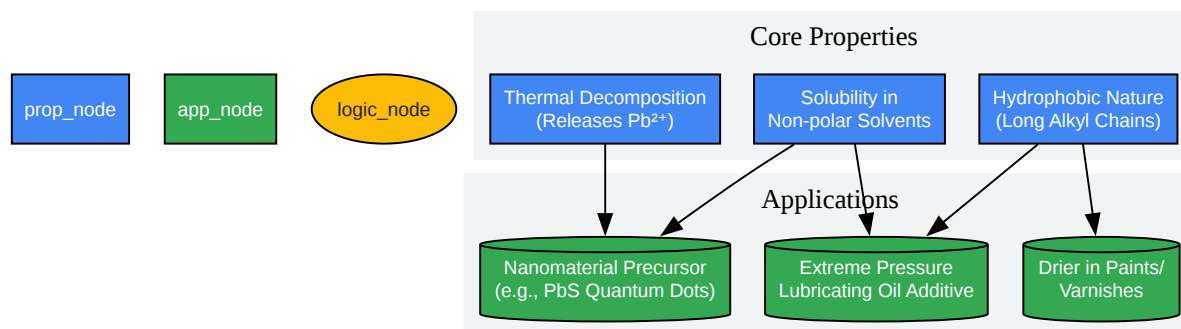 Core Properties
prop_node
app_node
logic_node
Thermal Decomposition
(Releases Pb²⁺)
Solubility in
Non-polar Solvents
Hydrophobic Nature
(Long Alkyl Chains)
Applications
Nanomaterial Precursor
(e.g., PbS Quantum Dots)
Extreme Pressure
Lubricating Oil Additive
Drier in Paints/
Varnishes